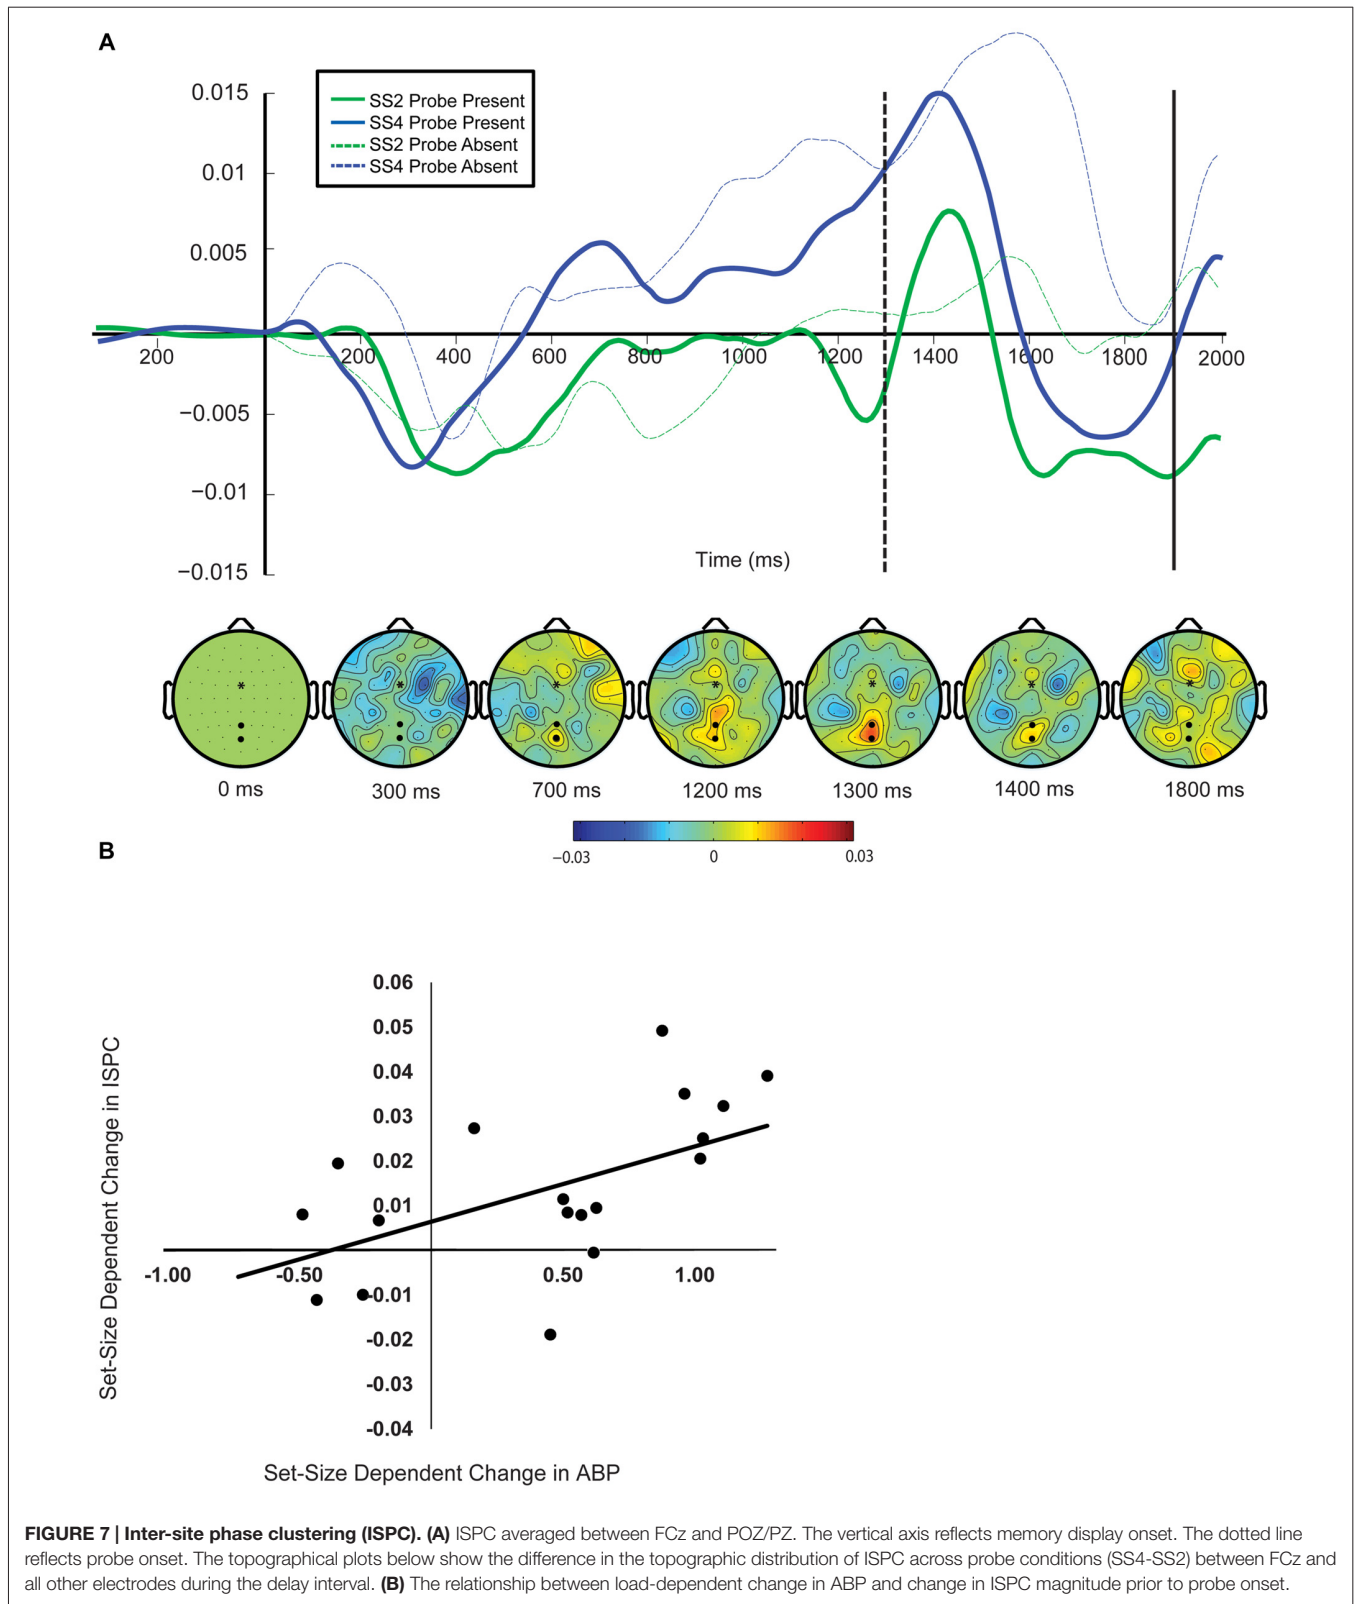 A
0.015
0.01
0.005
−0.005
−0.01
−0.015
SS2 Probe Present
SS4 Probe Present
SS2 Probe Absent
SS4 Probe Absent
200 200 400 600 800 1000 1200 1400 1600 1800 2000
Time (ms)
* * * * * * *
0 ms 300 ms 700 ms 1200 ms 1300 ms 1400 ms 1800 ms
−0.03 0 0.03
B
Set-Size Dependent Change in ISPC
0.06
0.05
0.04
0.03
0.02
0.01
-1.00 -0.50 0.50 1.00
-0.01
-0.02
-0.03
-0.04
Set-Size Dependent Change in ABP
FIGURE 7 | Inter-site phase clustering (ISPC). (A) ISPC averaged between FCz and POZ/PZ. The vertical axis reflects memory display onset. The dotted line
reflects probe onset. The topographical plots below show the difference in the topographic distribution of ISPC across probe conditions (SS4-SS2) between FCz and
all other electrodes during the delay interval. (B) The relationship between load-dependent change in ABP and change in ISPC magnitude prior to probe onset.